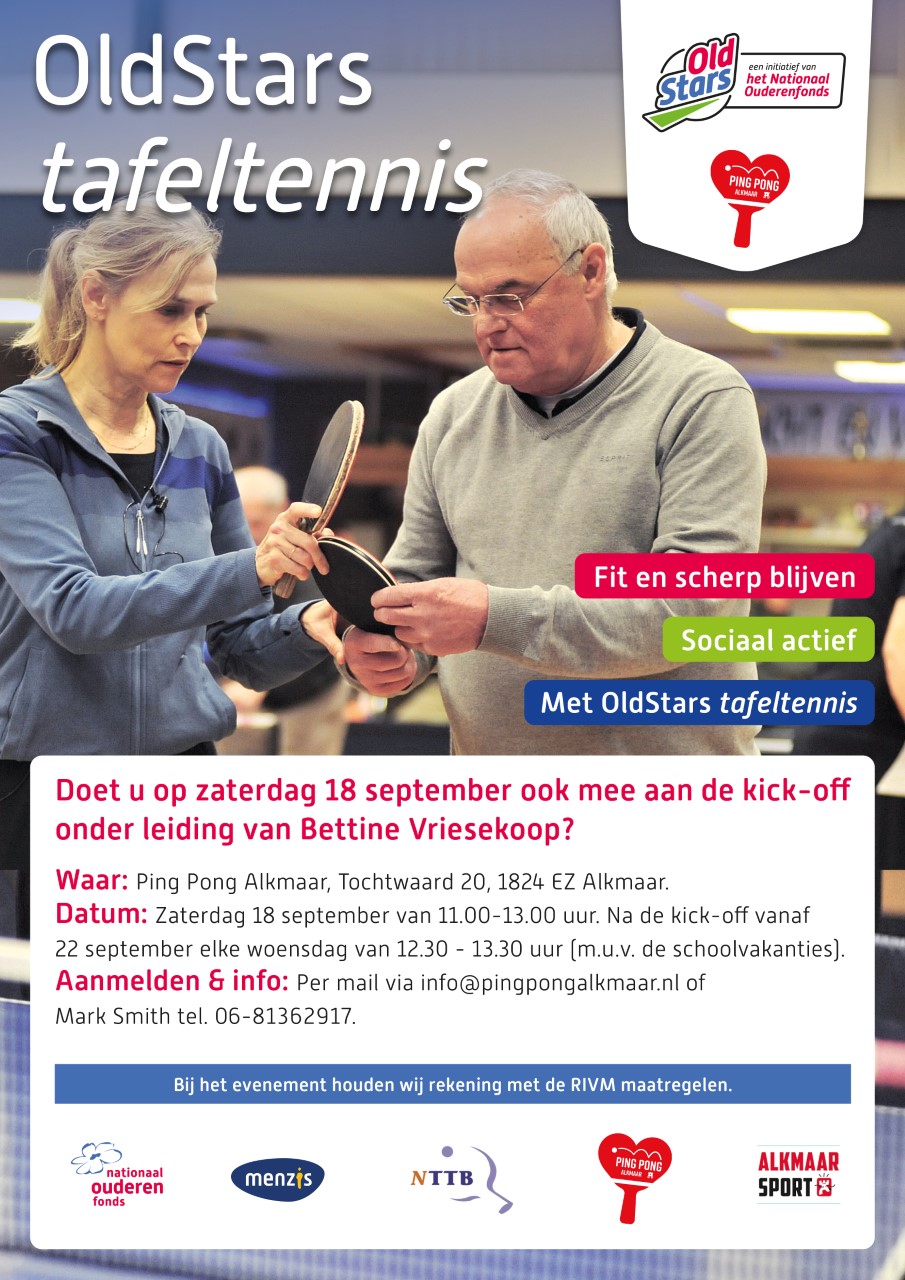 OldStars
tafeltennis
Old
Stars
een initiatief van
het Nationaal
Ouderenfonds
PING PONG
ALKMAAR
ESPRIT
Fit en scherp blijven
Sociaal actief
Met OldStars tafeltennis
Doet u op zaterdag 18 september ook mee aan de kick-off
onder leiding van Bettine Vriesekoop?
Waar: Ping Pong Alkmaar, Tochtwaard 20, 1824 EZ Alkmaar.
Datum: Zaterdag 18 september van 11.00-13.00 uur. Na de kick-off vanaf
22 september elke woensdag van 12.30 - 13.30 uur (m.u.v. de schoolvakanties).
Aanmelden & info: Per mail via info@pingpongalkmaar.nl of
Mark Smith tel. 06-81362917.
Bij het evenement houden wij rekening met de RIVM maatregelen.
nationaal
ouderen
fonds
menzis
NTTB
PING PONG
ALKMAAR
ALKMAAR
SPORT